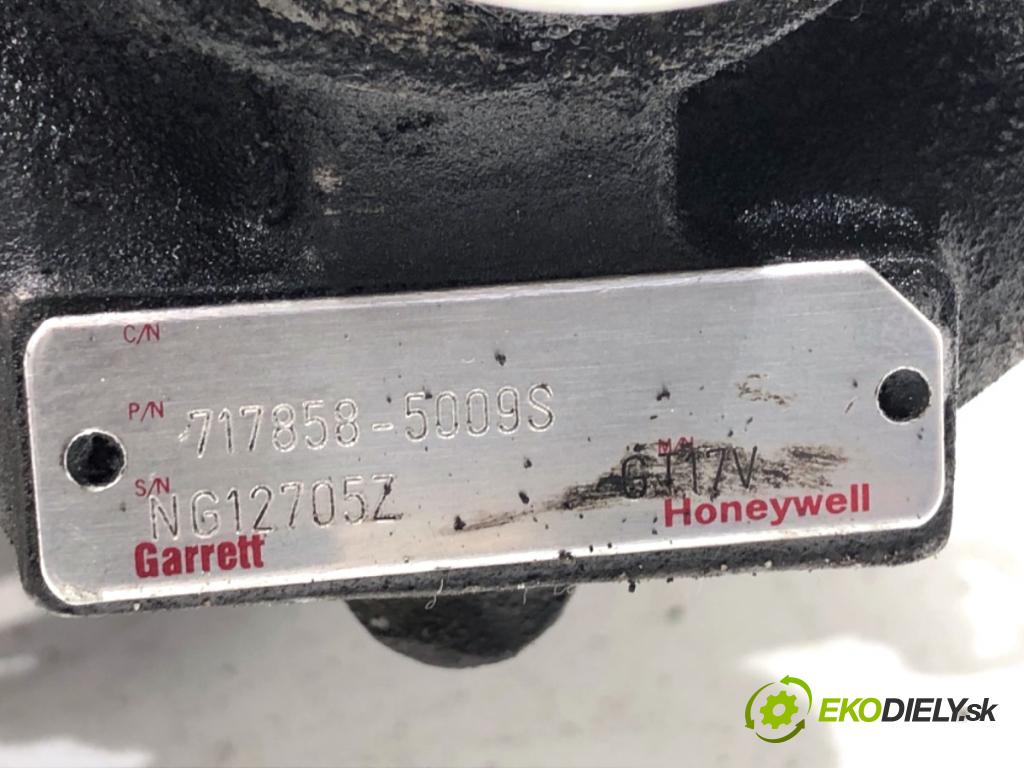 C/N
P/N 717858-5009S
S/N NG12705Z M/N GT17V
Garrett Honeywell
EKODIELY.sk